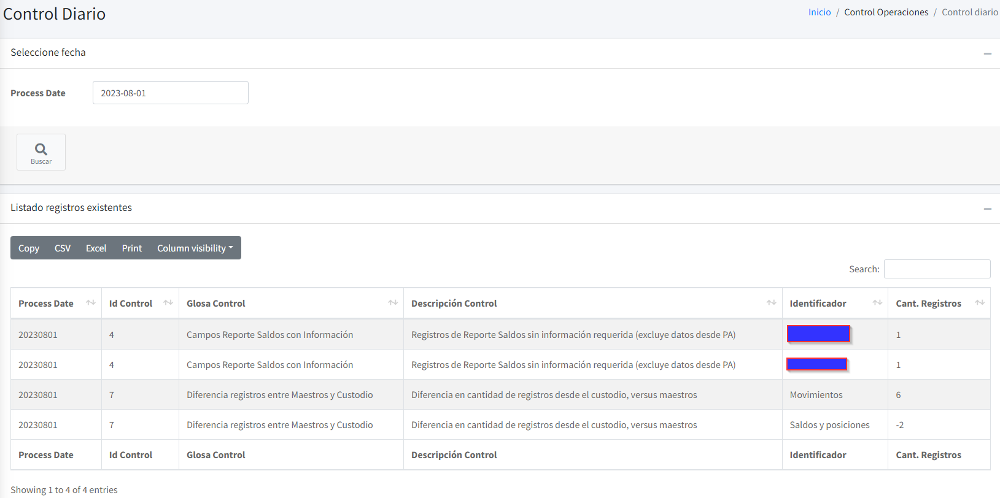 Control Diario
Inicio / Control Operaciones / Control diario
Seleccione fecha
Process Date 2023-08-01
Buscar
Listado registros existentes
Copy CSV Excel Print Column visibility
Search:
Process Date Id Control Glosa Control Descripción Control Identificador Cant. Registros
20230801 4 Campos Reporte Saldos con Información Registros de Reporte Saldos sin información requerida (excluye datos desde PA) 1
20230801 4 Campos Reporte Saldos con Información Registros de Reporte Saldos sin información requerida (excluye datos desde PA) 1
20230801 7 Diferencia registros entre Maestros y Custodio Diferencia en cantidad de registros desde el custodio, versus maestros Movimientos 6
20230801 7 Diferencia registros entre Maestros y Custodio Diferencia en cantidad de registros desde el custodio, versus maestros Saldos y posiciones -2
Process Date Id Control Glosa Control Descripción Control Identificador Cant. Registros
Showing 1 to 4 of 4 entries